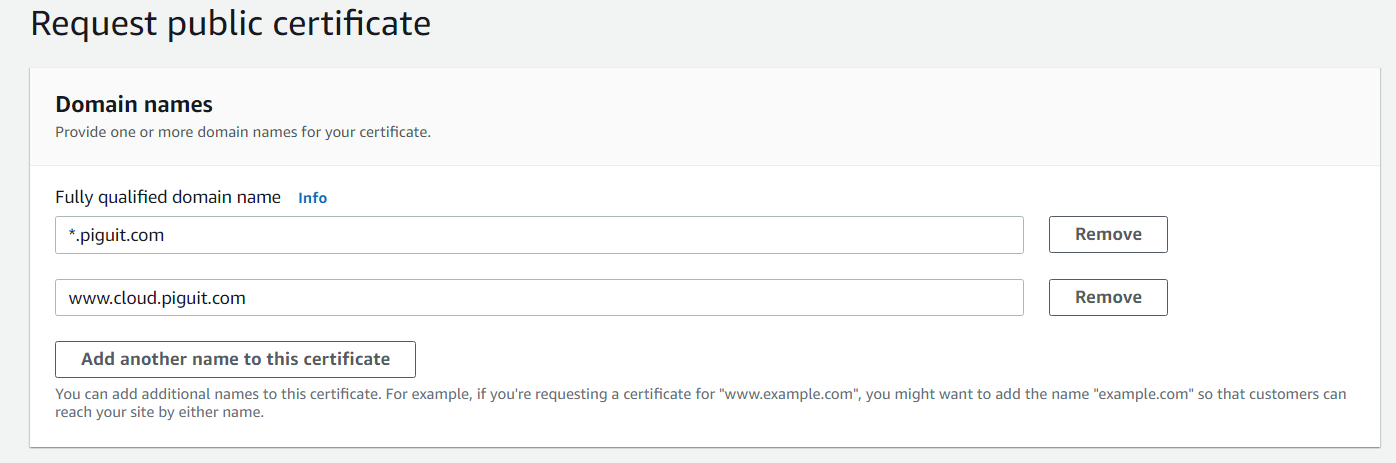 Request public certificate
Domain names
Provide one or more domain names for your certificate.
Fully qualified domain name Info
*.piguit.com Remove
www.cloud.piguit.com Remove
Add another name to this certificate
You can add additional names to this certificate. For example, if you're requesting a certificate for "www.example.com", you might want to add the name "example.com" so that customers can
reach your site by either name.